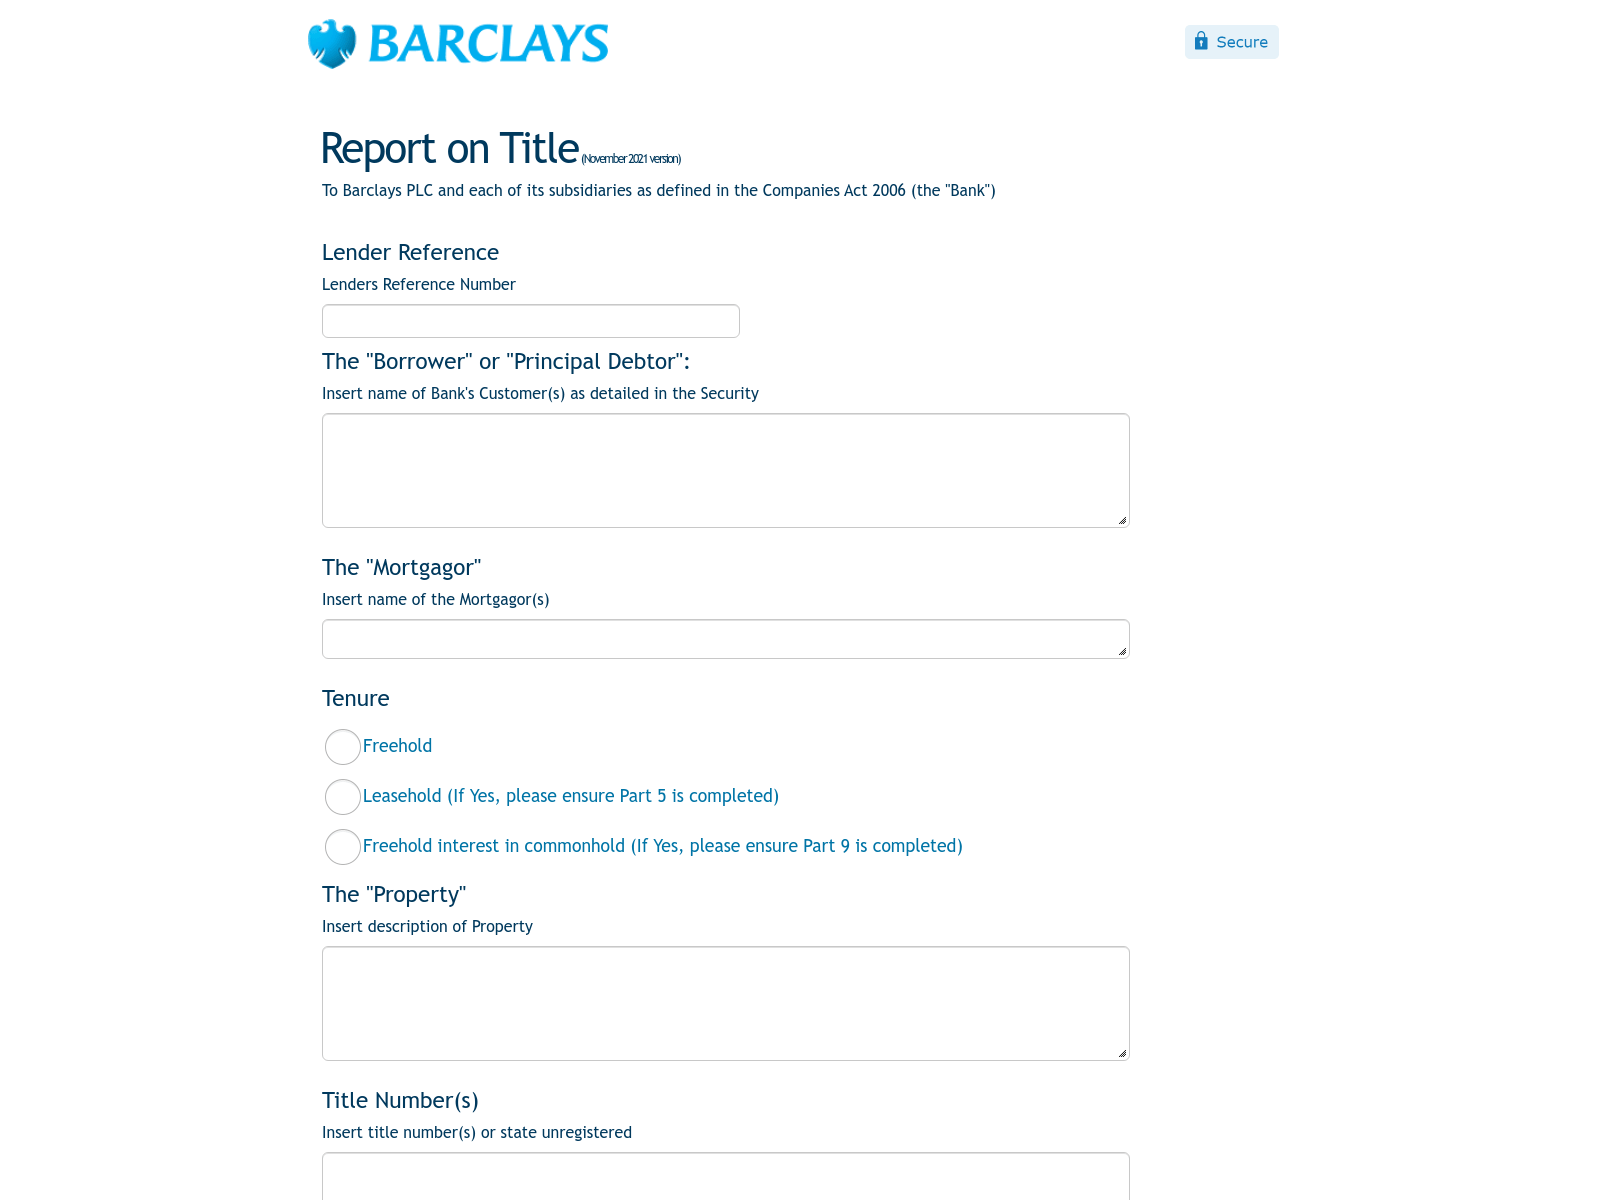 BARCLAYS
Secure
Report on Title (November 2021 version)
To Barclays PLC and each of its subsidiaries as defined in the Companies Act 2006 (the "Bank")
Lender Reference
Lenders Reference Number
The "Borrower" or "Principal Debtor":
Insert name of Bank's Customer(s) as detailed in the Security
The "Mortgagor"
Insert name of the Mortgagor(s)
Tenure
Freehold
Leasehold (If Yes, please ensure Part 5 is completed)
Freehold interest in commonhold (If Yes, please ensure Part 9 is completed)
The "Property"
Insert description of Property
Title Number(s)
Insert title number(s) or state unregistered